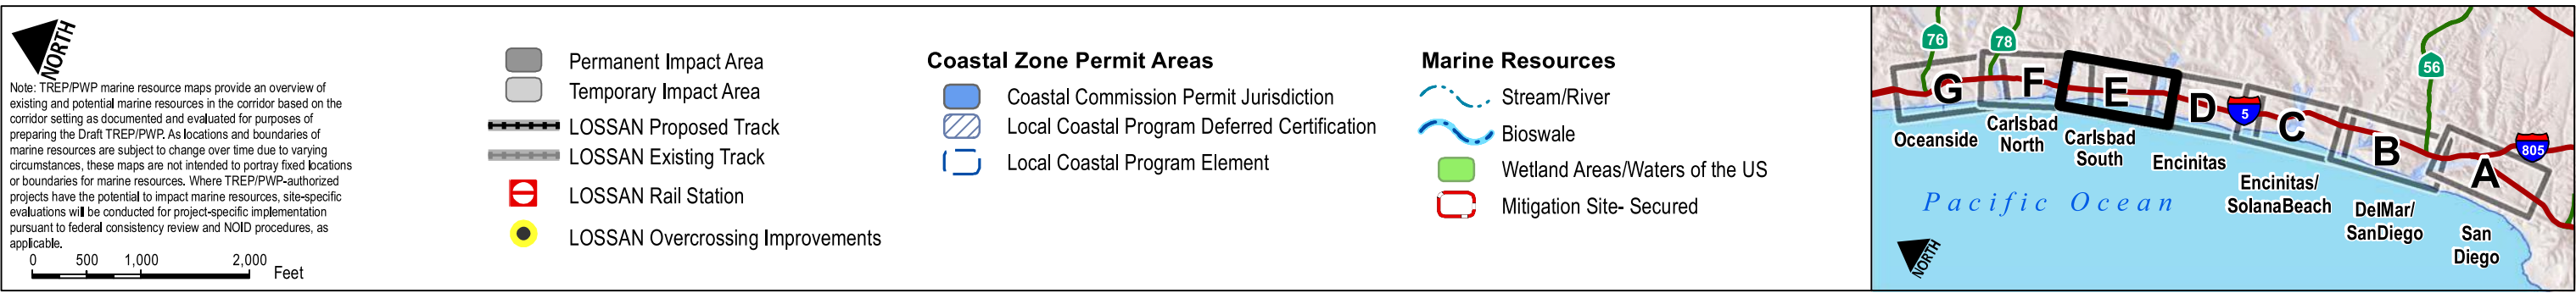 NORTH
Note: TREP/PWP marine resource maps provide an overview of
existing and potential marine resources in the corridor based on the
corridor setting as documented and evaluated for purposes of
preparing the Draft TREP/PWP. As locations and boundaries of
marine resources are subject to change over time due to varying
circumstances, these maps are not intended to portray fixed locations
or boundaries for marine resources. Where TREP/PWP-authorized
projects have the potential to impact marine resources, site-specific
evaluations will be conducted for project-specific implementation
pursuant to federal consistency review and NOID procedures, as
applicable.
0 500 1,000 2,000
Feet
Permanent Impact Area
Temporary Impact Area
LOSSAN Proposed Track
LOSSAN Existing Track
LOSSAN Rail Station
LOSSAN Overcrossing Improvements
Coastal Zone Permit Areas
Coastal Commission Permit Jurisdiction
Local Coastal Program Deferred Certification
Local Coastal Program Element
Marine Resources
Stream/River
Bioswale
Wetland Areas/Waters of the US
Mitigation Site- Secured
76
78
56
5
805
G
F
E
D
C
B
A
Oceanside
Carlsbad
North
Carlsbad
South
Encinitas
Encinitas/
SolanaBeach
DelMar/
SanDiego
San
Diego
Pacific Ocean
NORTH